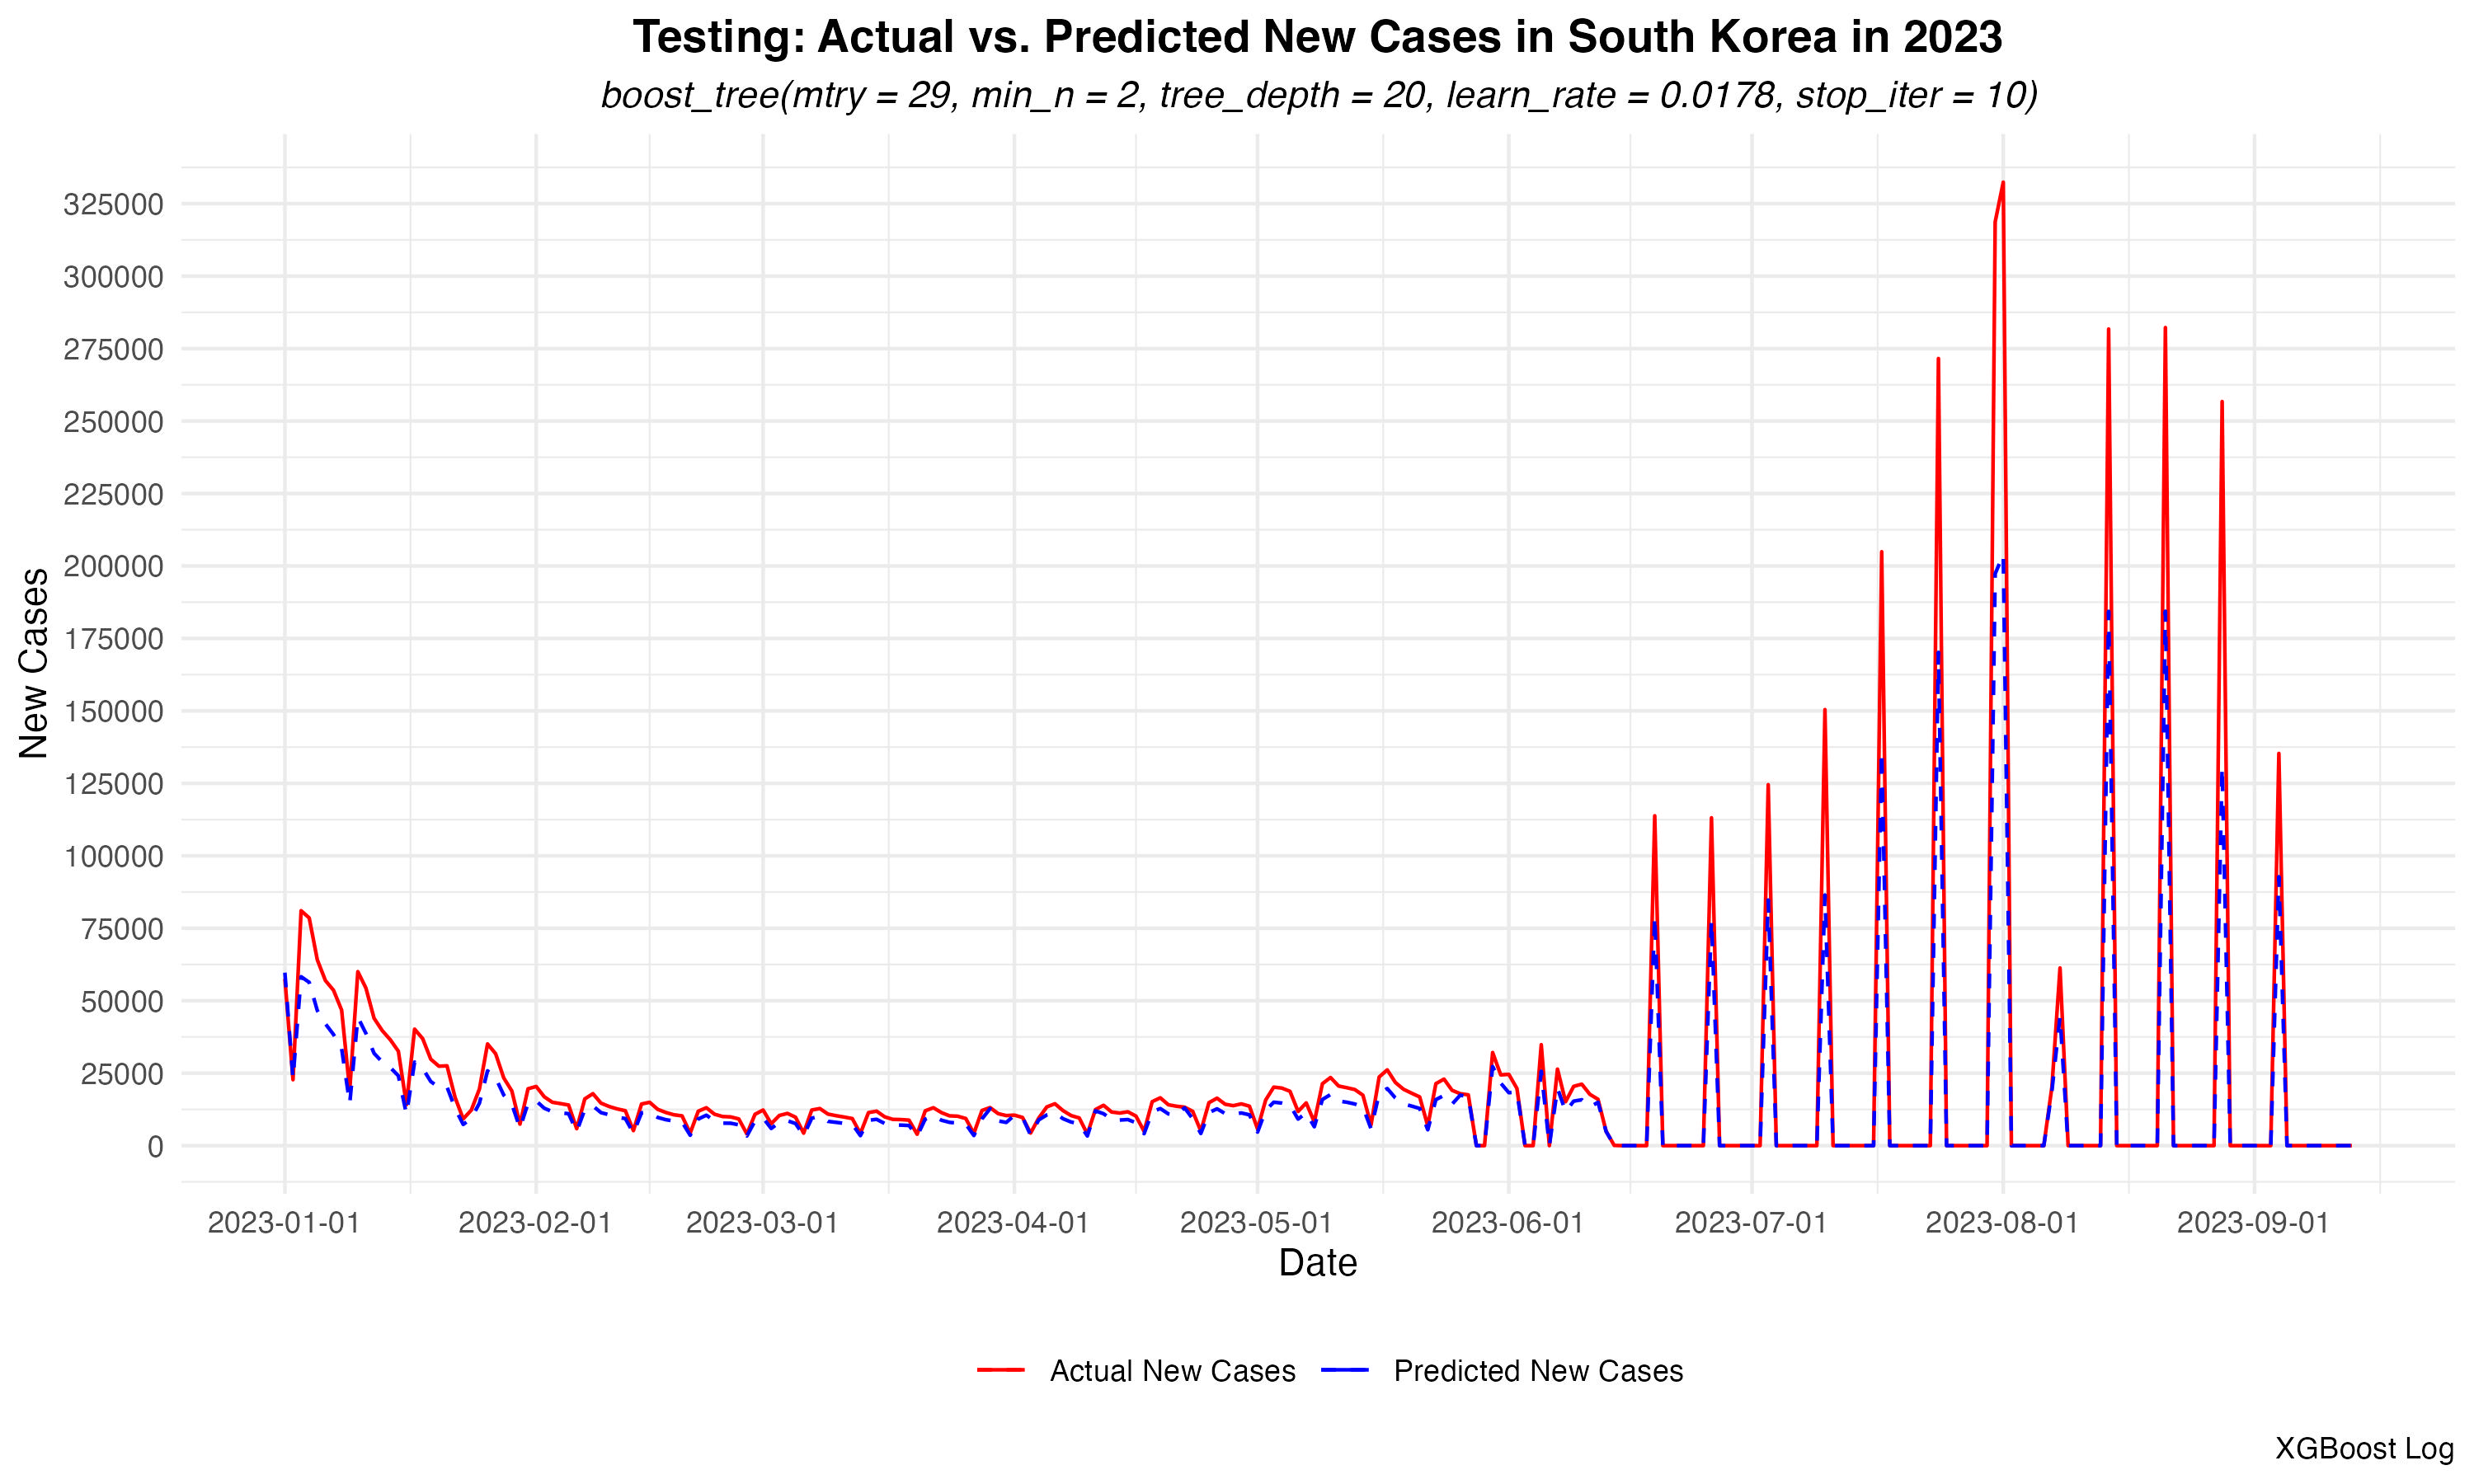 Testing: Actual vs. Predicted New Cases in South Korea in 2023
boost_tree(mtry = 29, min_n = 2, tree_depth = 20, learn_rate = 0.0178, stop_iter = 10)
New Cases
325000
300000
275000
250000
225000
200000
175000
150000
125000
100000
75000
50000
25000
0
2023-01-01 2023-02-01 2023-03-01 2023-04-01 2023-05-01 2023-06-01 2023-07-01 2023-08-01 2023-09-01
Date
Actual New Cases Predicted New Cases
XGBoost Log